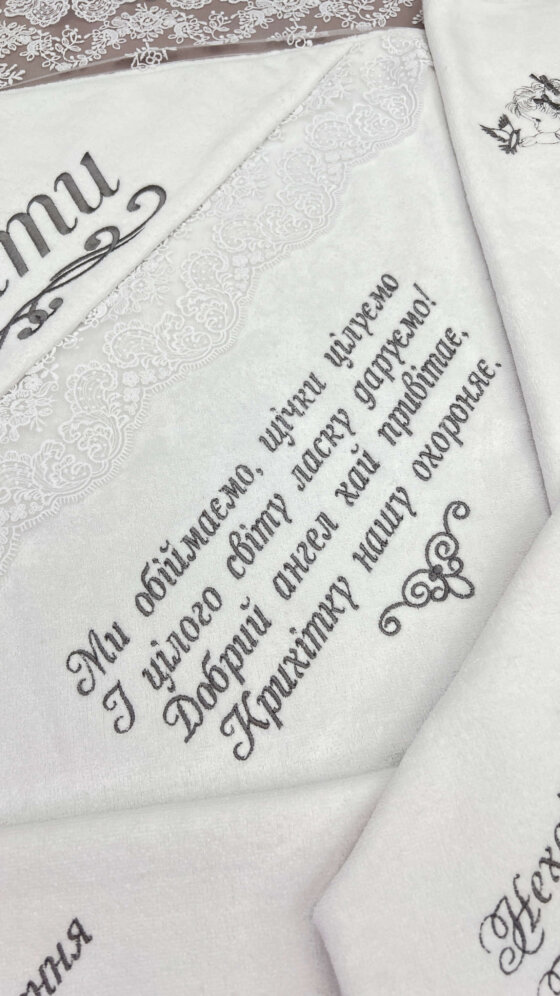 Ми обіймаємо, щічки цілуємо
І цілого світу ласку даруємо!
Добрий ангел хай привітає,
Крихітку нашу охороняє.